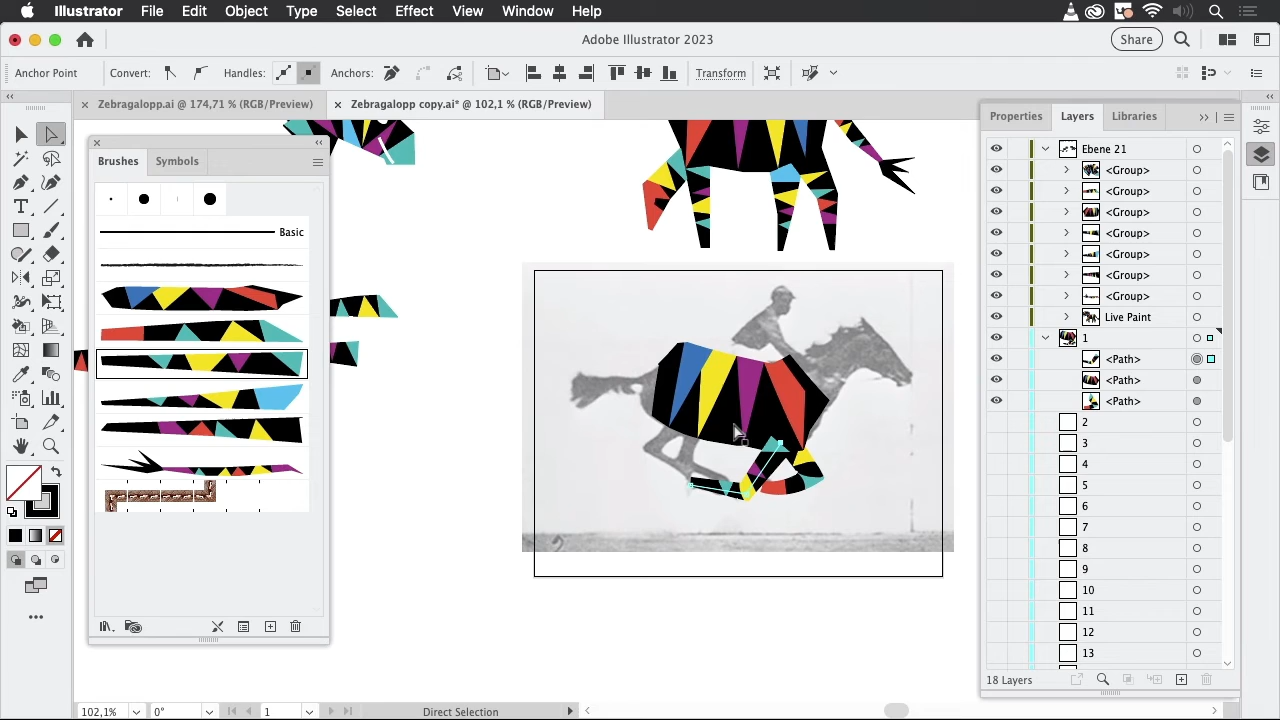 Illustrator File Edit Object Type Select Effect View Window Help
Adobe Illustrator 2023
Share
Anchor Point Convert: Handles: Anchors: Transform
Zebragalopp.ai @ 174,71 % (RGB/Preview)
Zebragalopp copy.ai* @ 102,1 % (RGB/Preview)
Brushes Symbols
Basic
Properties Layers Libraries
Ebene 21
<Group>
<Group>
<Group>
<Group>
<Group>
<Group>
<Group>
Live Paint
1
<Path>
<Path>
<Path>
2
3
4
5
6
7
8
9
10
11
12
13
18 Layers
102,1% 0° 1 Direct Selection